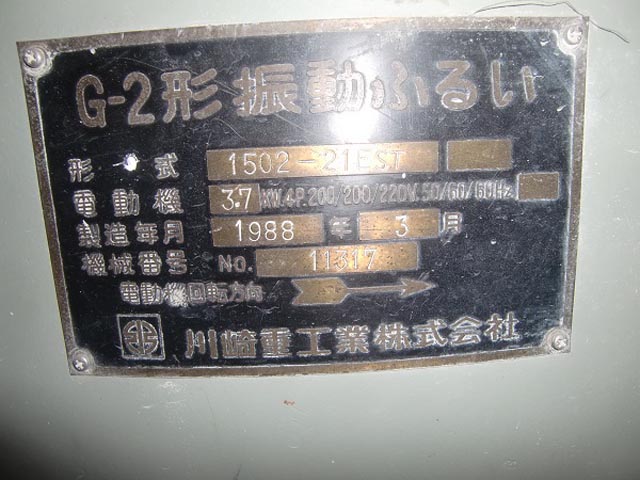 G-2形振動ふるい
形式 1502-21EST
電動機 3.7 KW.4P.200/200/220V.50/60/60Hz
製造年月 1988 年 3 月
機械番号 No. 11317
電動機回転方向
川崎重工業株式会社